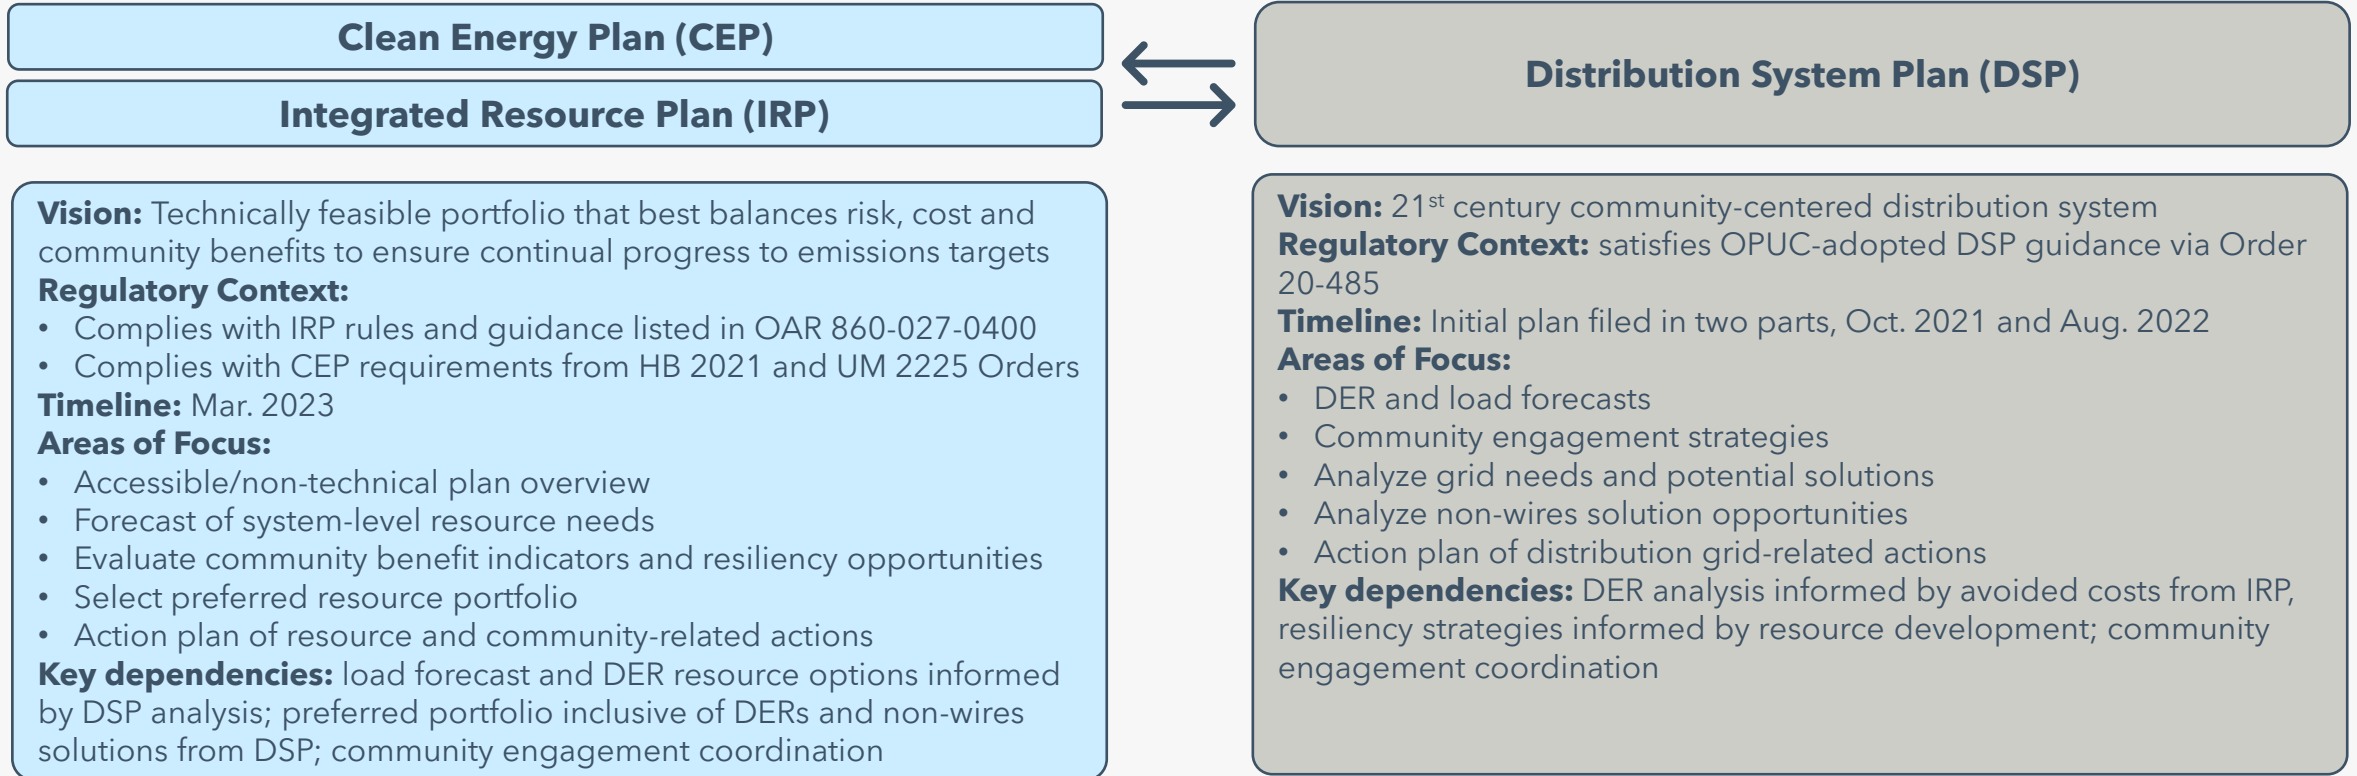 Clean Energy Plan (CEP)
Integrated Resource Plan (IRP)
Distribution System Plan (DSP)
Vision: Technically feasible portfolio that best balances risk, cost and
community benefits to ensure continual progress to emissions targets
Regulatory Context:
• Complies with IRP rules and guidance listed in OAR 860-027-0400
• Complies with CEP requirements from HB 2021 and UM 2225 Orders
Timeline: Mar. 2023
Areas of Focus:
• Accessible/non-technical plan overview
• Forecast of system-level resource needs
• Evaluate community benefit indicators and resiliency opportunities
• Select preferred resource portfolio
• Action plan of resource and community-related actions
Key dependencies: load forecast and DER resource options informed
by DSP analysis; preferred portfolio inclusive of DERs and non-wires
solutions from DSP; community engagement coordination
Vision: 21st century community-centered distribution system
Regulatory Context: satisfies OPUC-adopted DSP guidance via Order
20-485
Timeline: Initial plan filed in two parts, Oct. 2021 and Aug. 2022
Areas of Focus:
• DER and load forecasts
• Community engagement strategies
• Analyze grid needs and potential solutions
• Analyze non-wires solution opportunities
• Action plan of distribution grid-related actions
Key dependencies: DER analysis informed by avoided costs from IRP,
resiliency strategies informed by resource development; community
engagement coordination